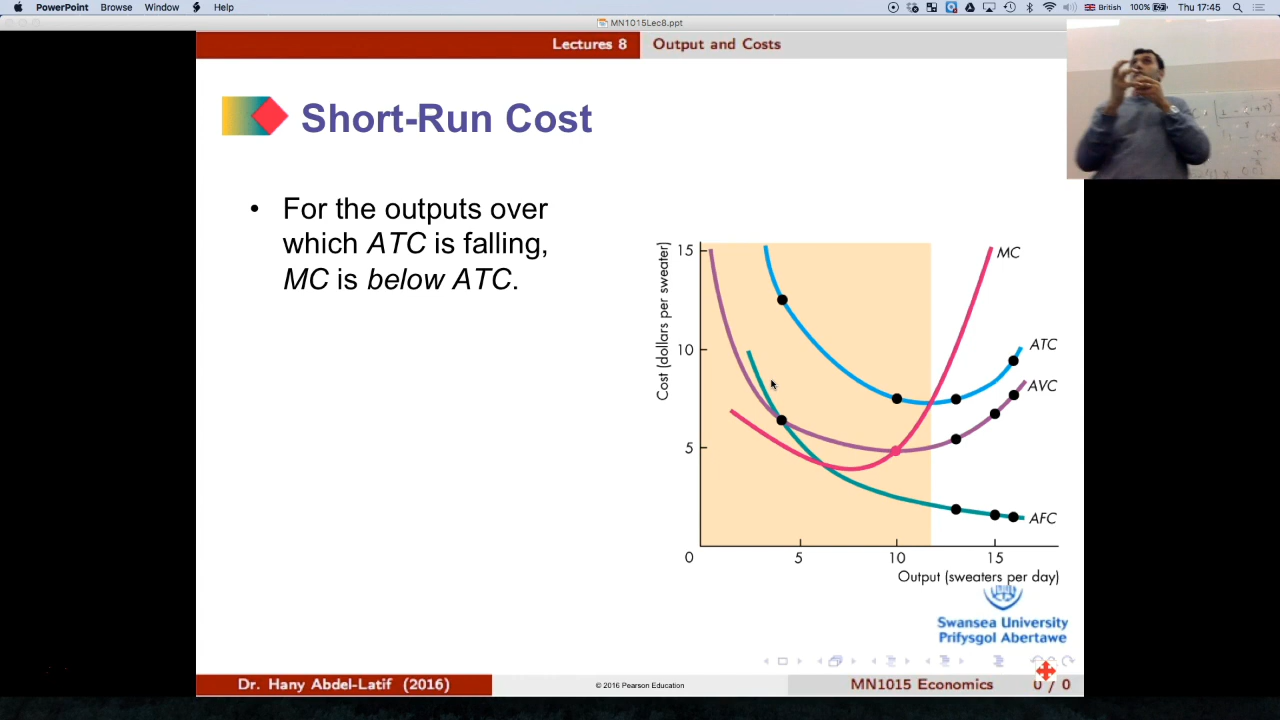 PowerPoint Browse Window Help
British 100% Thu 17:45
MN1015Lec8.ppt
Lectures 8 Output and Costs
Short-Run Cost
• For the outputs over
which ATC is falling,
MC is below ATC.
Cost (dollars per sweater)
15
10
5
0
5
10
15
MC
ATC
AVC
AFC
Output (sweaters per day)
Swansea University
Prifysgol Abertawe
Dr. Hany Abdel-Latif (2016)
© 2016 Pearson Education
MN1015 Economics
0 / 0